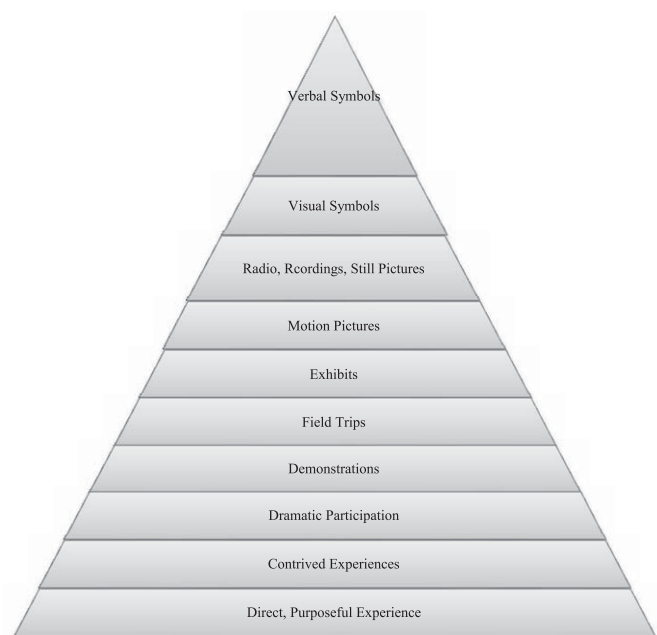 Verbal Symbols
Visual Symbols
Radio, Rcordings, Still Pictures
Motion Pictures
Exhibits
Field Trips
Demonstrations
Dramatic Participation
Contrived Experiences
Direct, Purposeful Experience